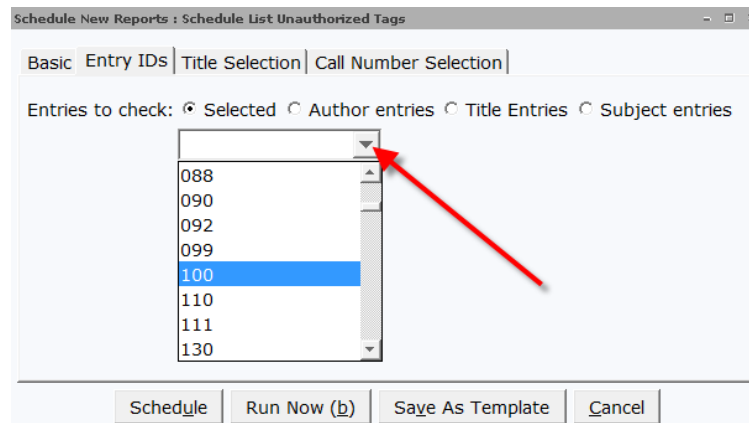 Schedule New Reports : Schedule List Unauthorized Tags
Basic Entry IDs Title Selection Call Number Selection
Entries to check: Selected Author entries Title Entries Subject entries
088
090
092
099
100
110
111
130
Schedule Run Now (b) Save As Template Cancel